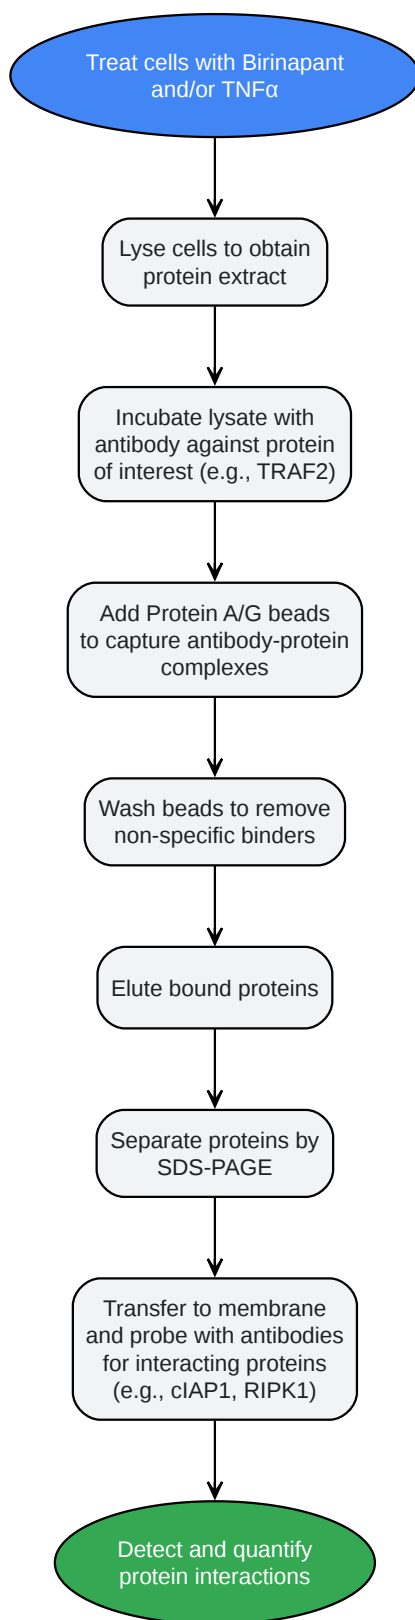 Treat cells with Birinapant
and/or TNFα
Lyse cells to obtain
protein extract
Incubate lysate with
antibody against protein
of interest (e.g., TRAF2)
Add Protein A/G beads
to capture antibody-protein
complexes
Wash beads to remove
non-specific binders
Elute bound proteins
Separate proteins by
SDS-PAGE
Transfer to membrane
and probe with antibodies
for interacting proteins
(e.g., cIAP1, RIPK1)
Detect and quantify
protein interactions